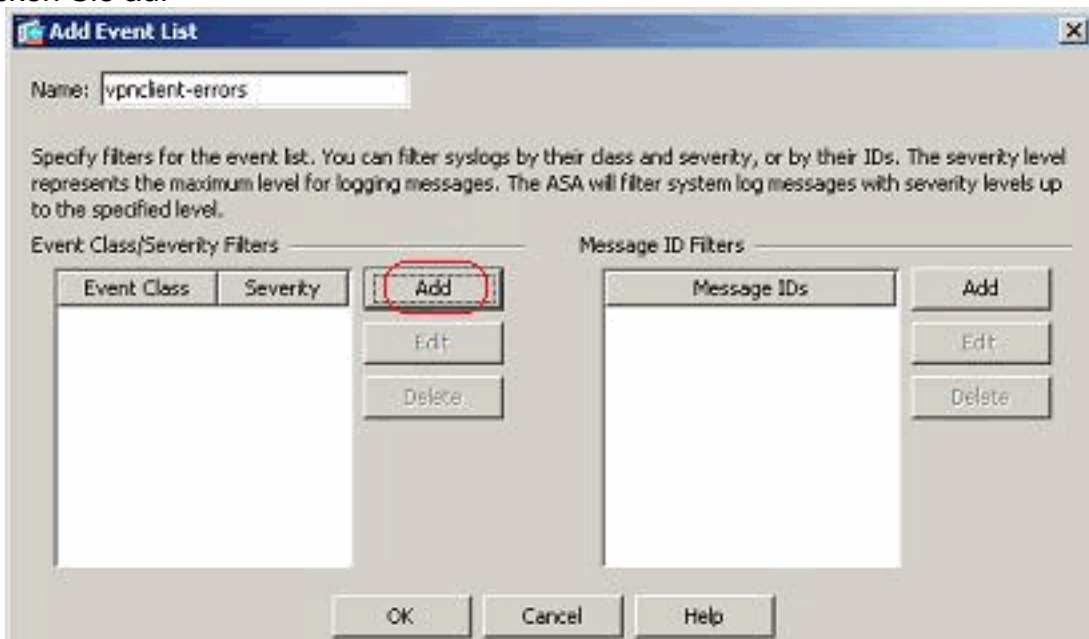 Add Event List
Name: vpnclient-errors
Specify filters for the event list. You can filter syslogs by their class and severity, or by their IDs. The severity level
represents the maximum level for logging messages. The ASA will filter system log messages with severity levels up
to the specified level.
Event Class/Severity Filters
Message ID Filters
Event Class Severity Add Message IDs Add
Edit Edit
Delete Delete
OK Cancel Help